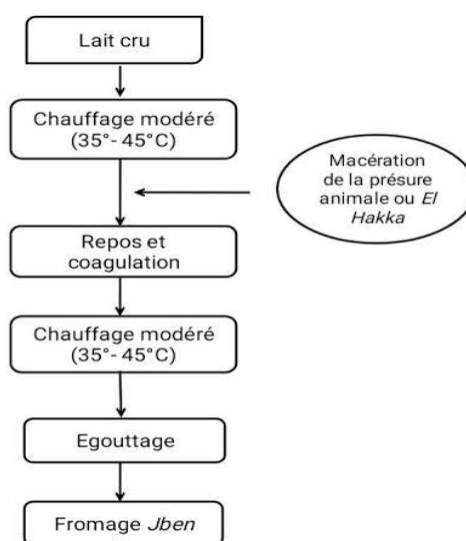 Lait cru
Chauffage modéré
(35°- 45°C)
Macération
de la présure
animale ou El
Hakka
Repos et
coagulation
Chauffage modéré
(35°- 45°C)
Egouttage
Fromage Jben